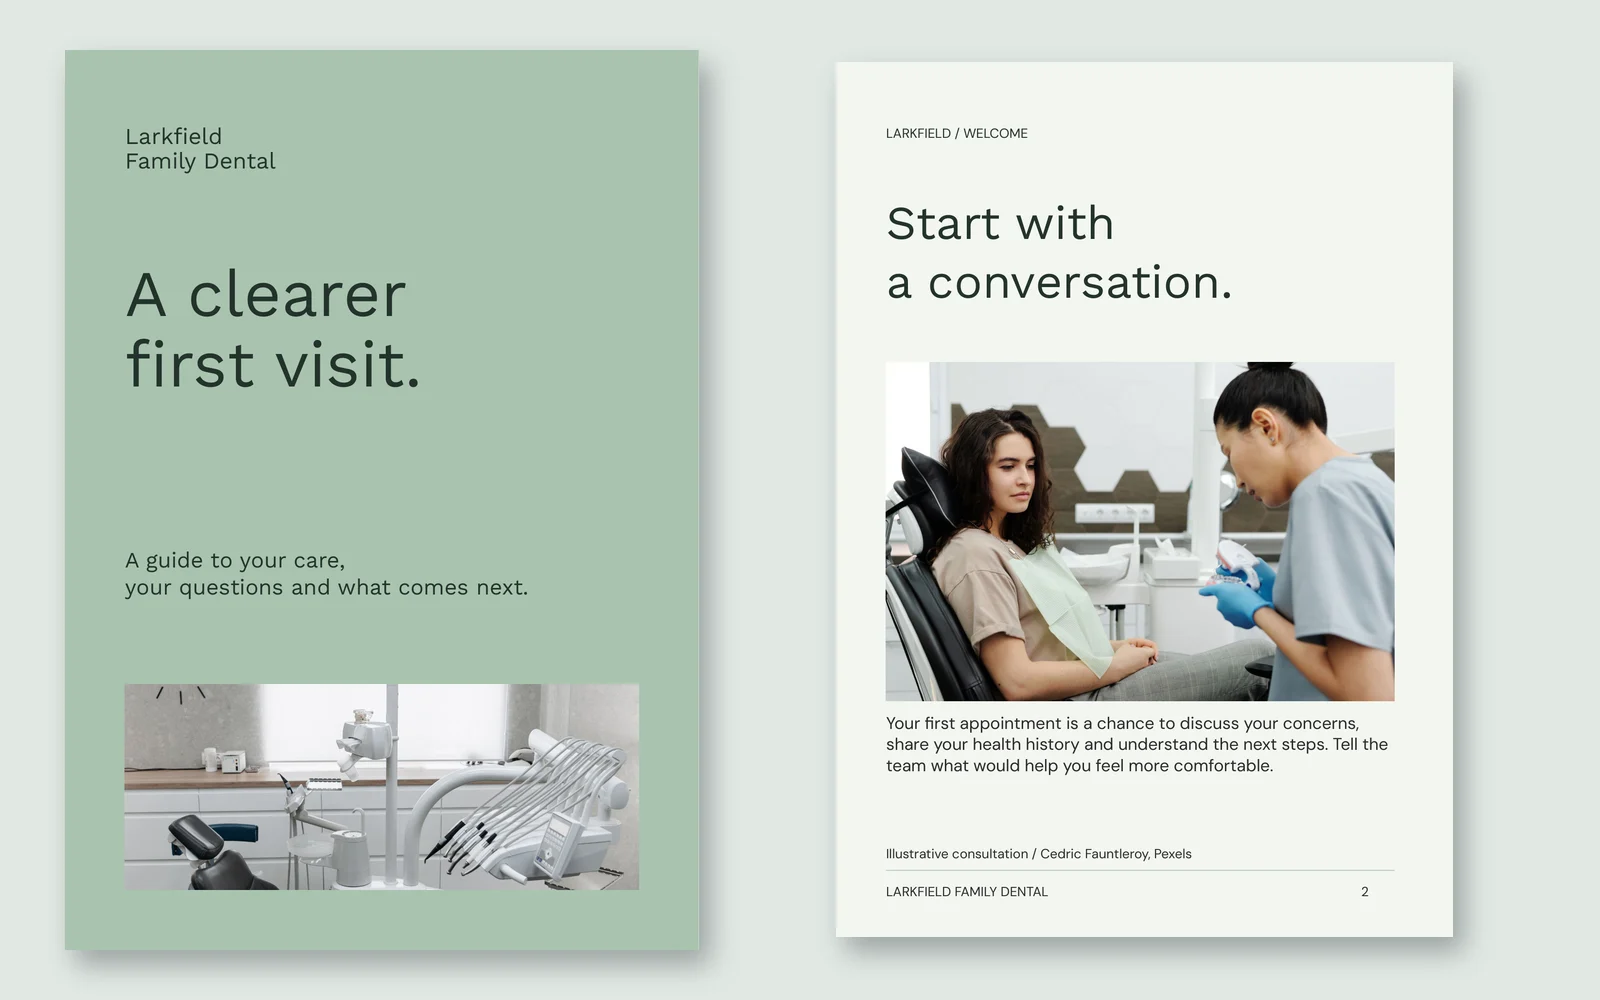 Larkfield
Family Dental
A clearer
first visit.
A guide to your care,
your questions and what comes next.
LARKFIELD / WELCOME
Start with
a conversation.
Your first appointment is a chance to discuss your concerns,
share your health history and understand the next steps. Tell the
team what would help you feel more comfortable.
Illustrative consultation / Cedric Fauntleroy, Pexels
LARKFIELD FAMILY DENTAL
2